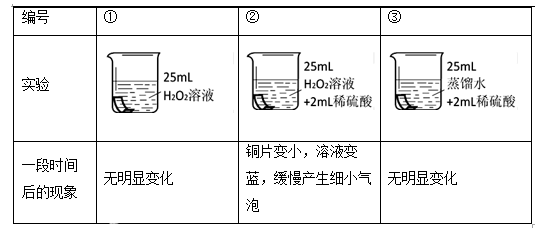 编号 ① ② ③
实验
25mL
H₂O₂溶液
25mL
H₂O₂溶液
+2mL稀硫酸
25mL
蒸馏水
+2mL稀硫酸
一段时间
后的现象
无明显变化
铜片变小，溶液变
蓝，缓慢产生细小气
泡
无明显变化